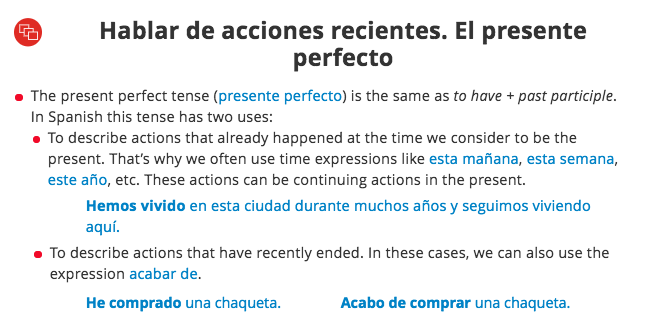 Hablar de acciones recientes. El presente
perfecto
The present perfect tense (presente perfecto) is the same as to have + past participle.
In Spanish this tense has two uses:
To describe actions that already happened at the time we consider to be the
present. That's why we often use time expressions like esta mañana, esta semana,
este año, etc. These actions can be continuing actions in the present.
Hemos vivido en esta ciudad durante muchos años y seguimos viviendo
aquí.
To describe actions that have recently ended. In these cases, we can also use the
expression acabar de.
He comprado una chaqueta. Acabo de comprar una chaqueta.